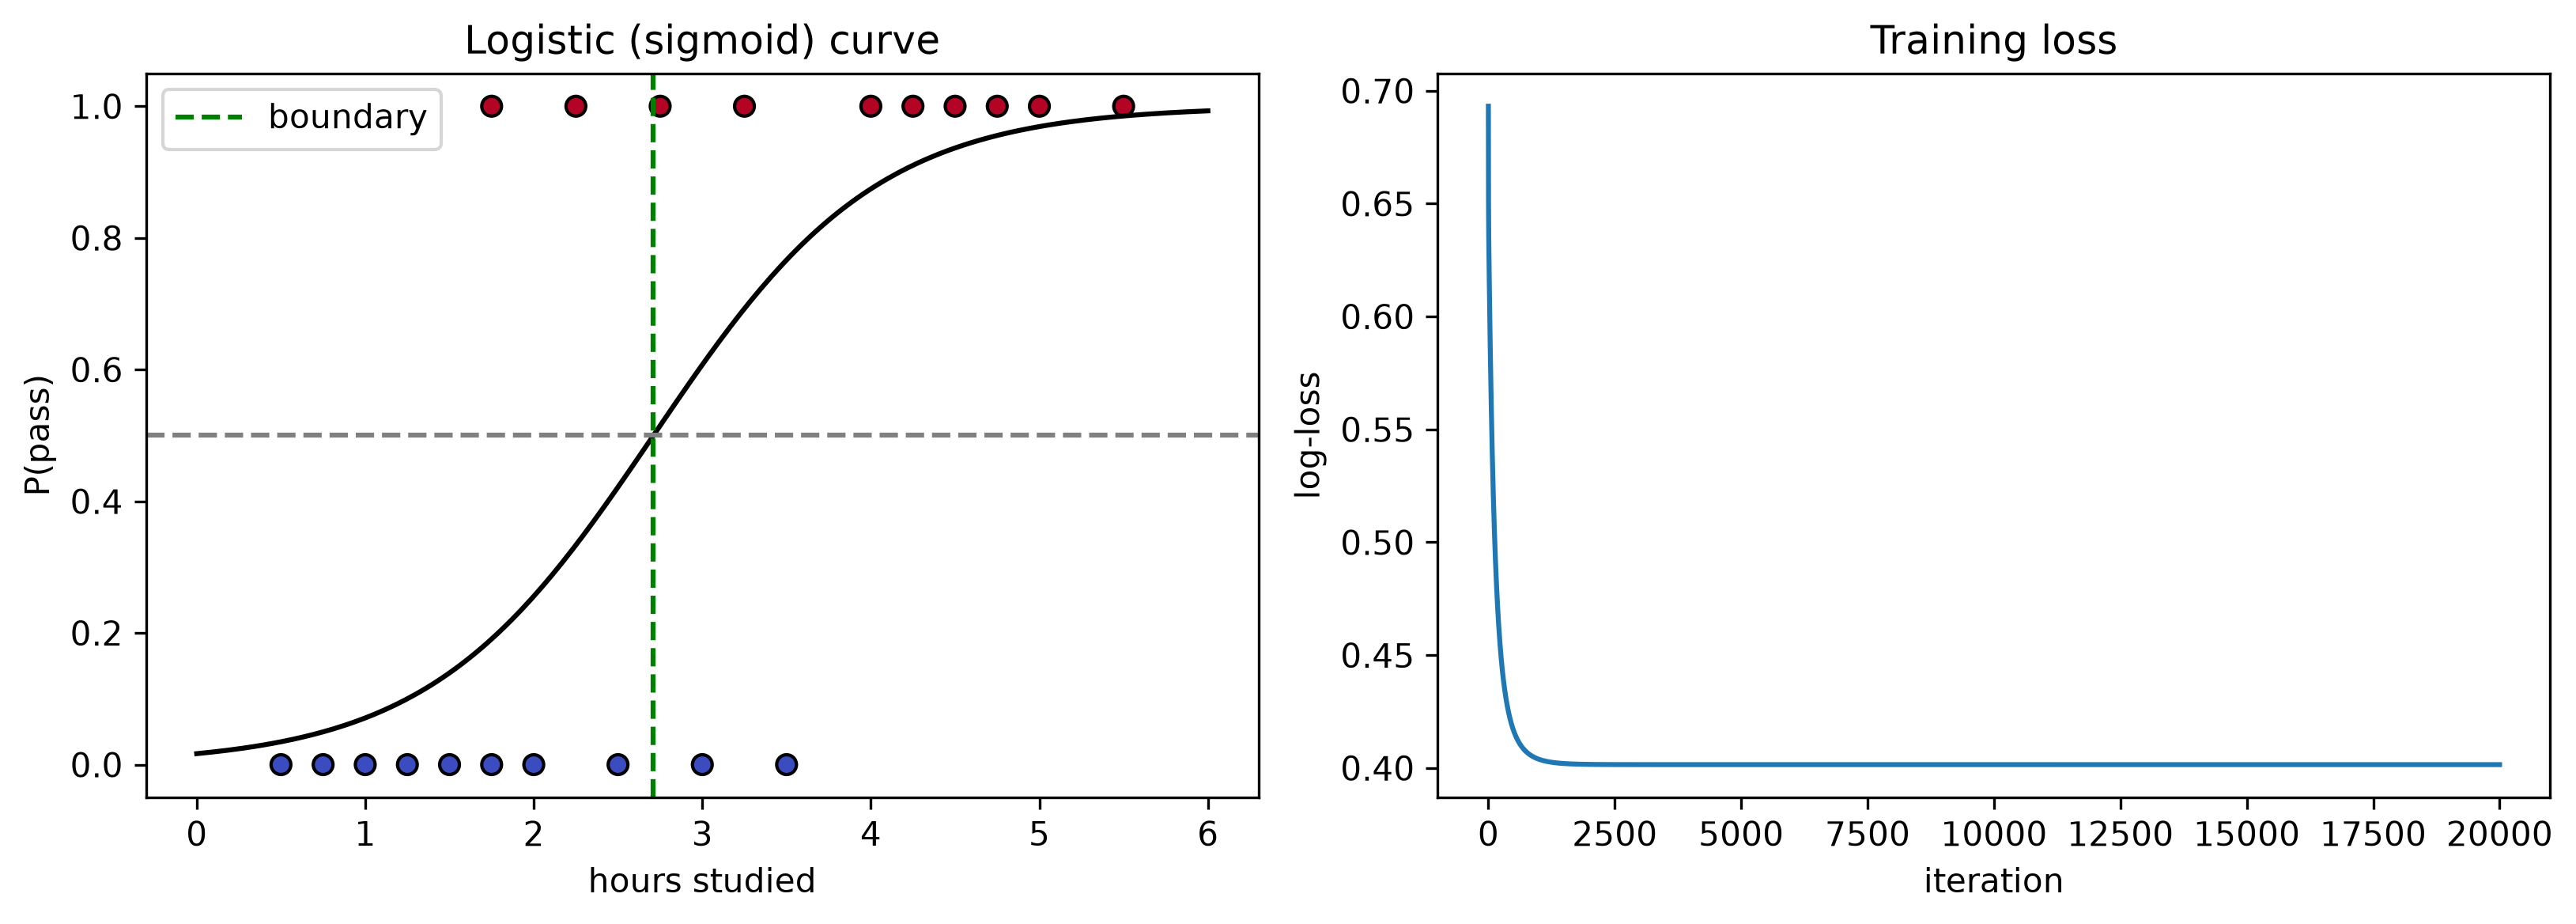 Logistic (sigmoid) curve
boundary
1.0
0.8
0.6
0.4
0.2
0.0
P(pass)
0 1 2 3 4 5 6
hours studied
Training loss
0.70
0.65
0.60
0.55
0.50
0.45
0.40
log-loss
0 2500 5000 7500 10000 12500 15000 17500 20000
iteration